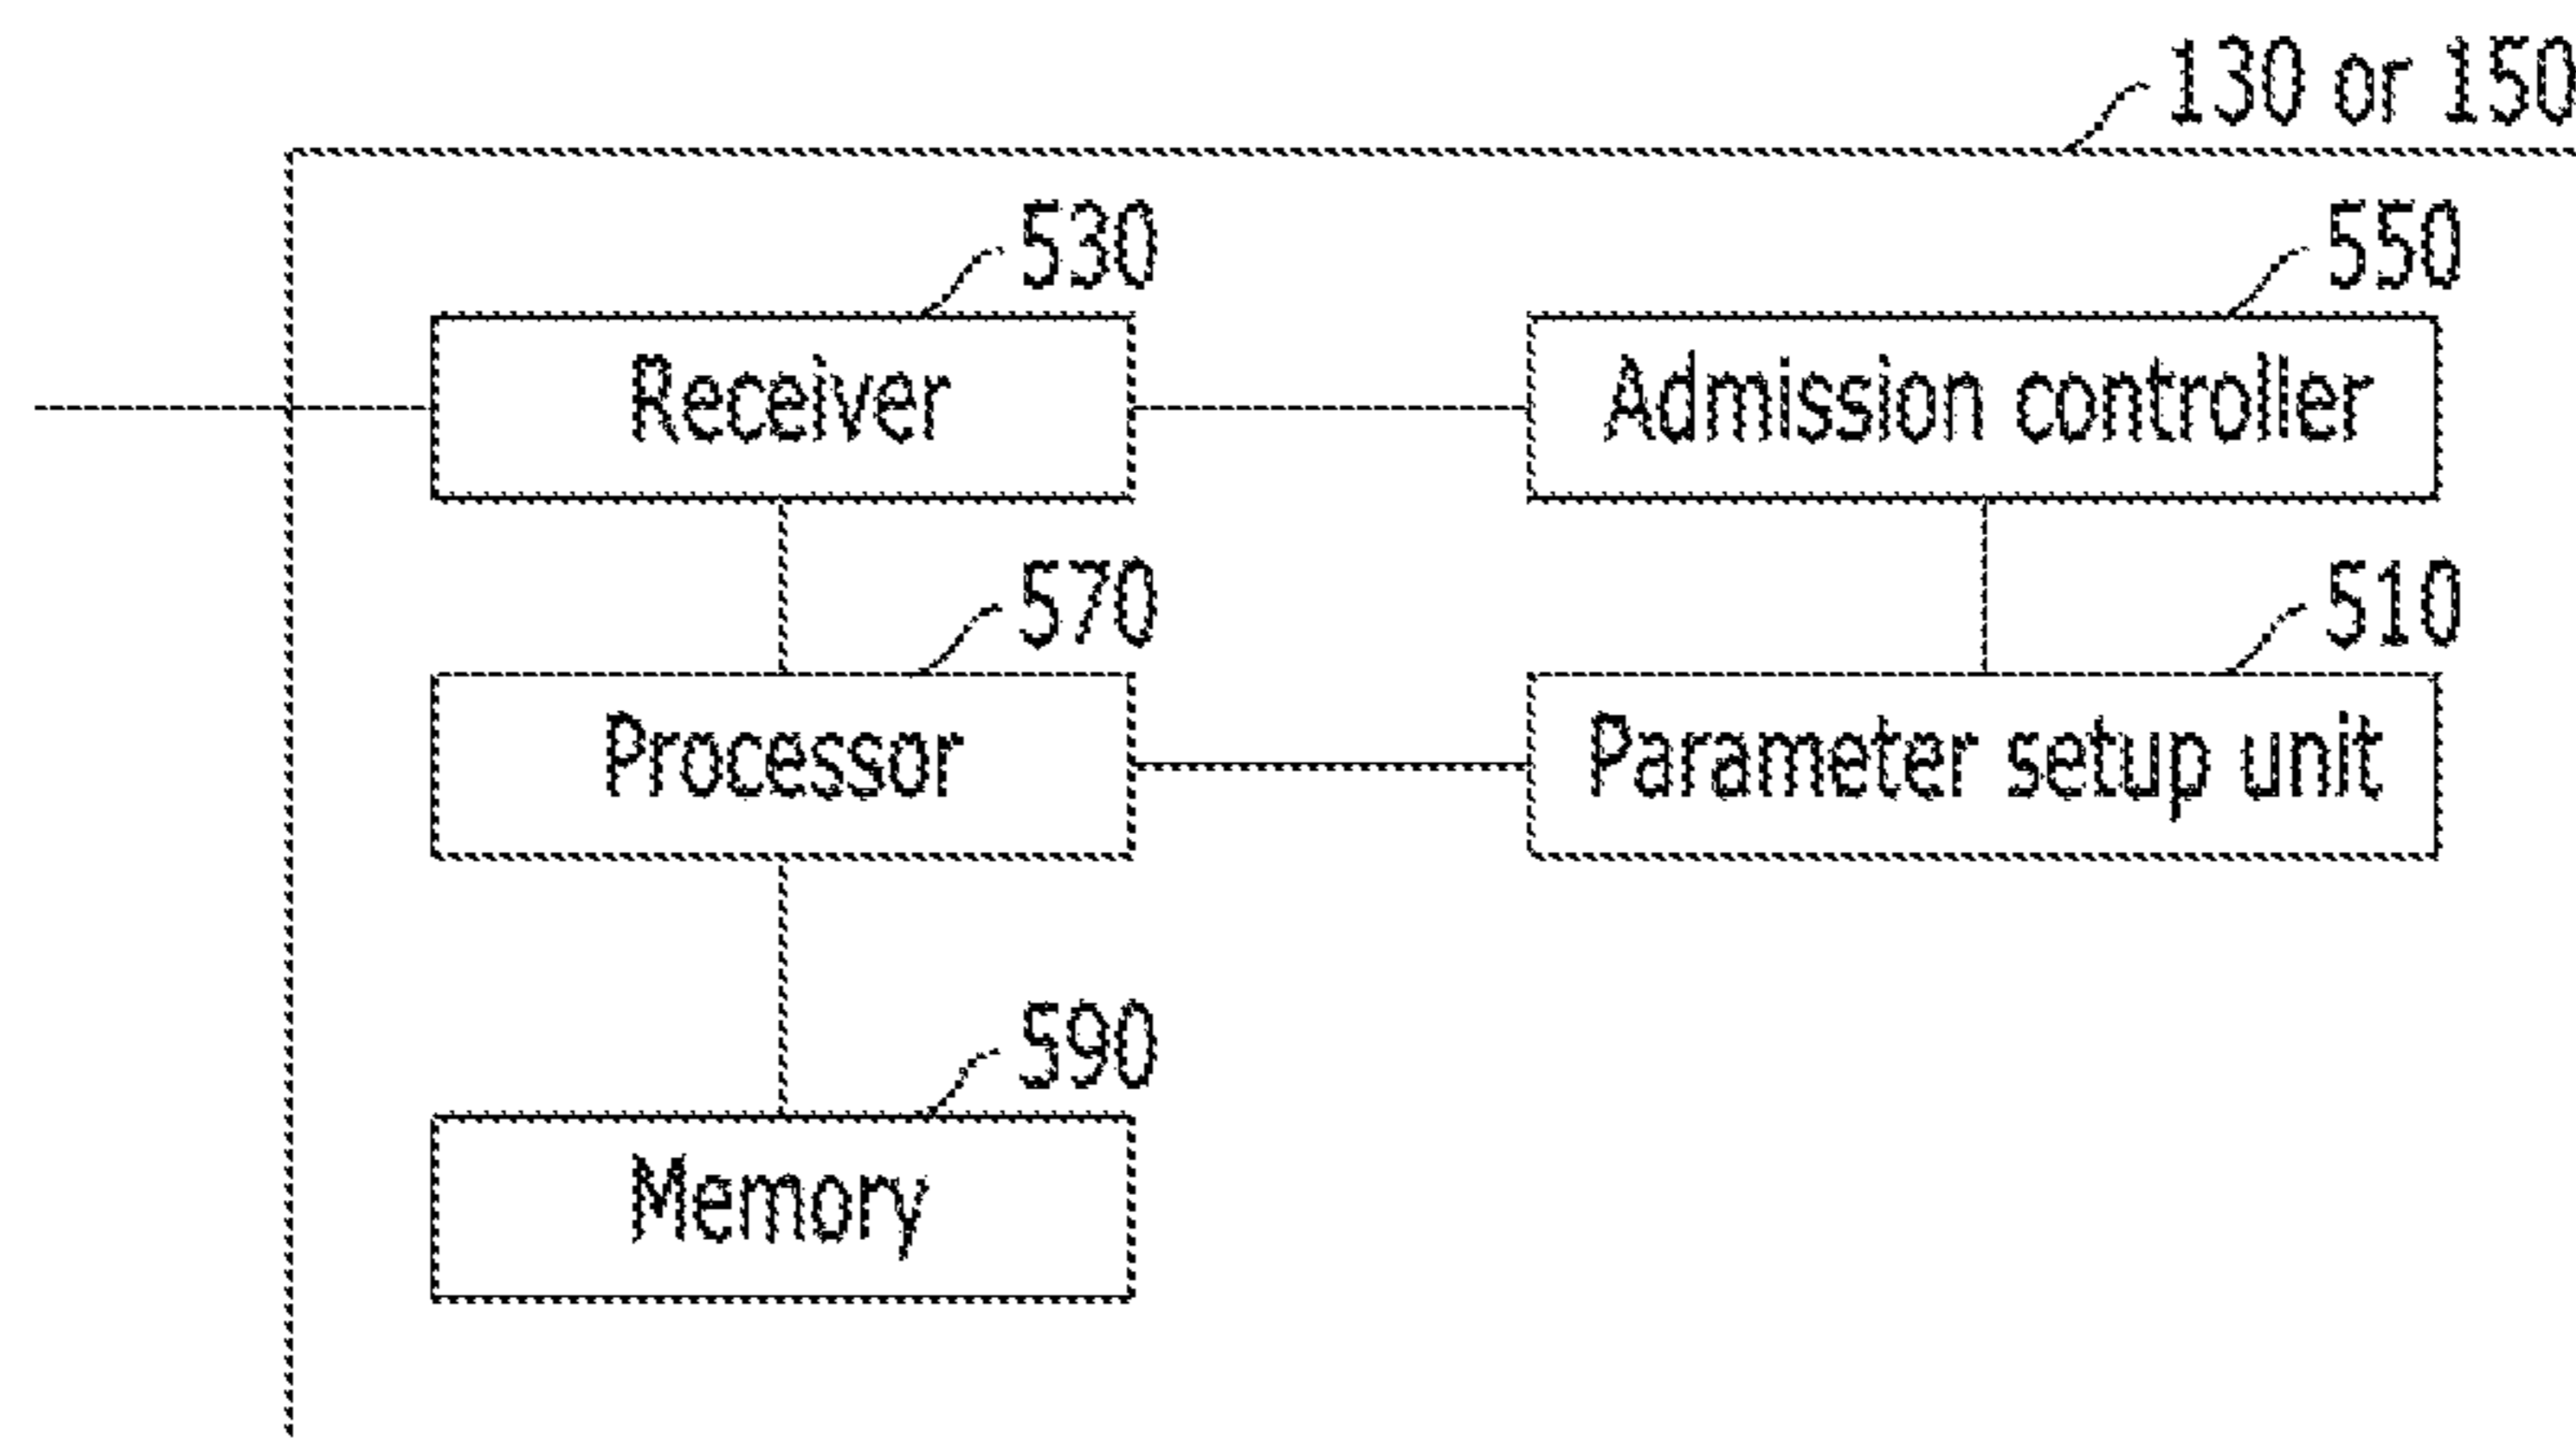 130 or 150
530
550
Receiver
Admission controller
570
510
Processor
Parameter setup unit
590
Memory